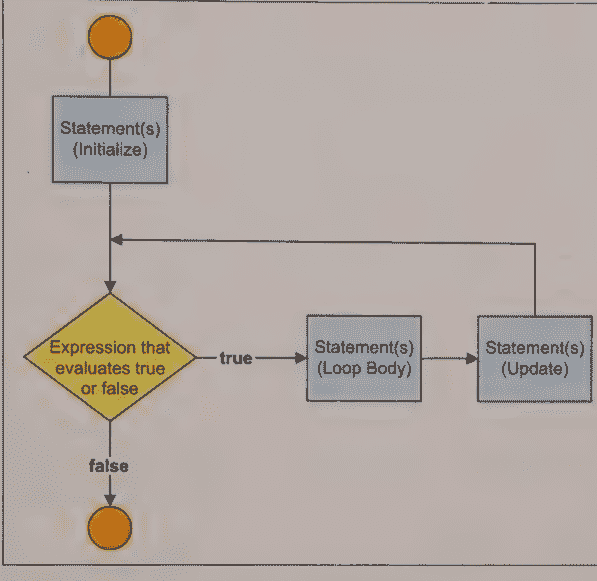 Statement(s)
(Initialize)
Expression that
evaluates true
or false
true
Statement(s)
(Loop Body)
Statement(s)
(Update)
false